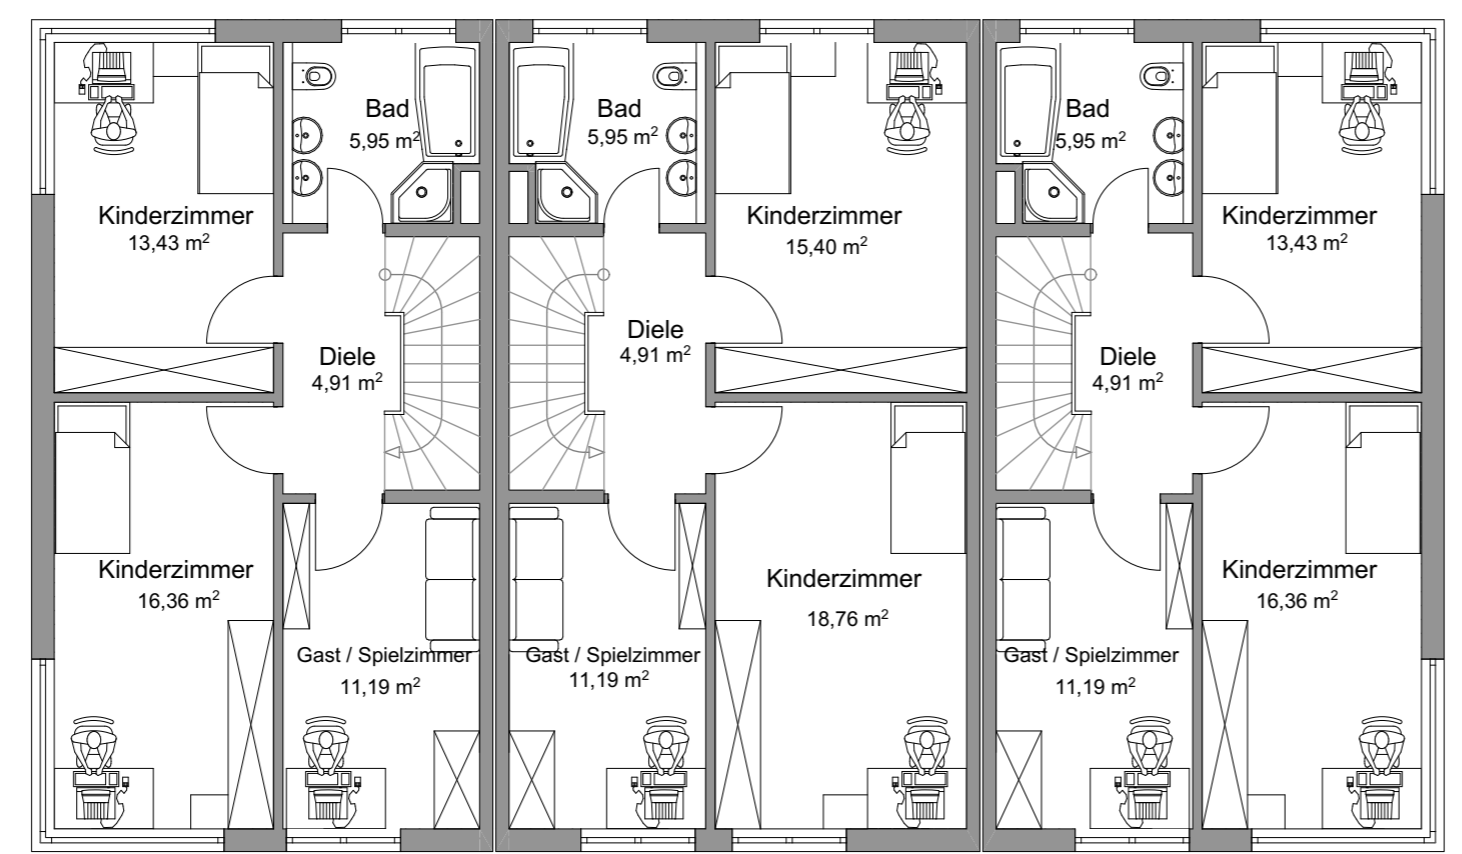 Bad
5,95 m²
Kinderzimmer
13,43 m²
Diele
4,91 m²
Kinderzimmer
16,36 m²
Gast / Spielzimmer
11,19 m²
Bad
5,95 m²
Kinderzimmer
15,40 m²
Diele
4,91 m²
Kinderzimmer
18,76 m²
Gast / Spielzimmer
11,19 m²
Bad
5,95 m²
Kinderzimmer
13,43 m²
Diele
4,91 m²
Kinderzimmer
16,36 m²
Gast / Spielzimmer
11,19 m²